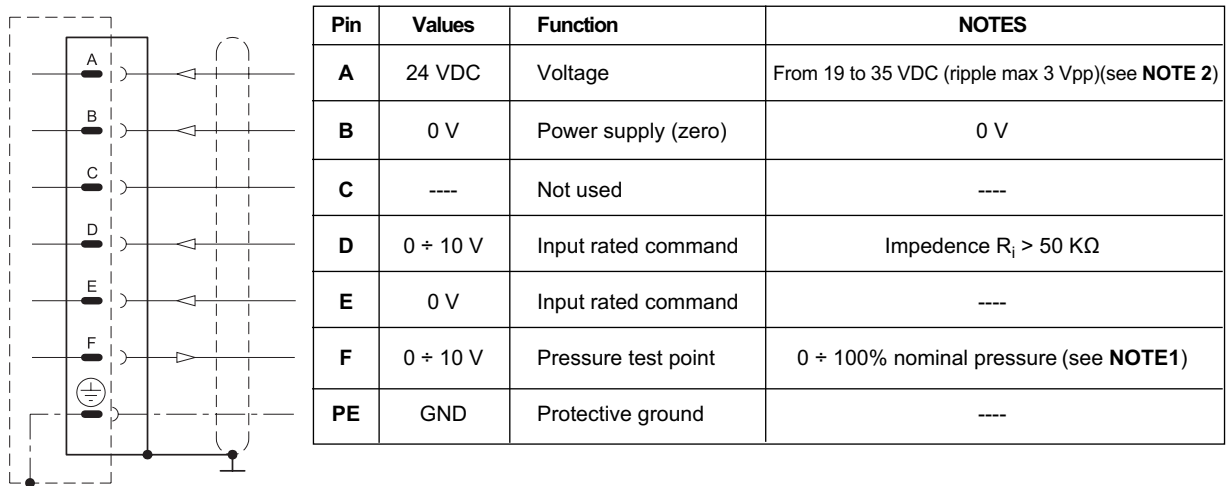 A
B
C
D
E
F
Pin Values Function NOTES
A 24 VDC Voltage From 19 to 35 VDC (ripple max 3 Vpp)(see NOTE 2)
B 0 V Power supply (zero) 0 V
C ---- Not used ----
D 0 ÷ 10 V Input rated command Impedence Ri > 50 KΩ
E 0 V Input rated command ----
F 0 ÷ 10 V Pressure test point 0 ÷ 100% nominal pressure (see NOTE1)
PE GND Protective ground ----